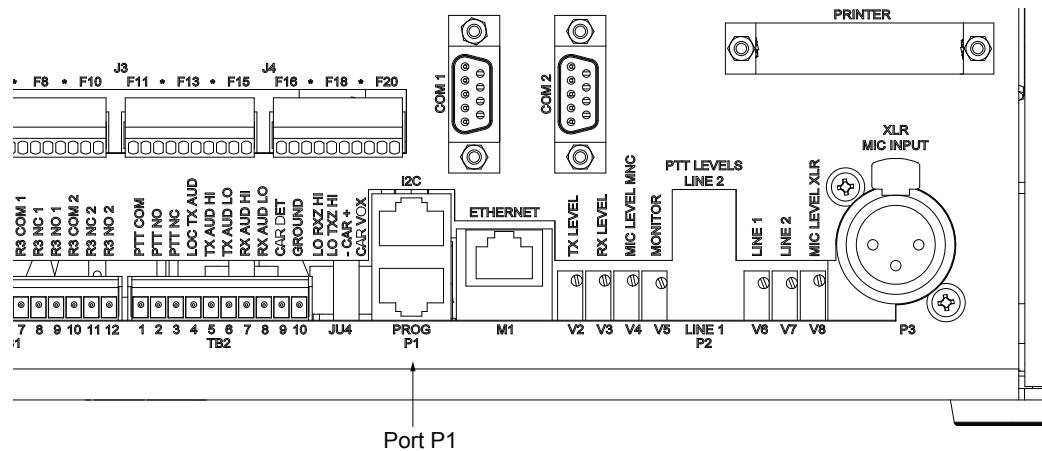 PRINTER
J3
J4
* F8 * F10 F11 * F13 * F15 F16 * F18 * F20
COM 1
COM 2
XLR
MIC INPUT
PTT LEVELS
LINE 2
I2C
ETHERNET
R3 COM 1
R3 NC 1
R3 NO 1
R3 COM 2
R3 NC 2
R3 NO 2
PTT COM
PTT NO
PTT NC
LOC TX AUD
TX AUD HI
TX AUD LO
RX AUD HI
RX AUD LO
CAR DET
GROUND
LO RXZ HI
LO TXZ HI
- CAR +
CAR VOX
TX LEVEL
RX LEVEL
MIC LEVEL MNC
MONITOR
LINE 1
LINE 2
MIC LEVEL XLR
7 8 9 10 11 12 1 2 3 4 5 6 7 8 9 10 JU4 PROG M1 V2 V3 V4 V5 LINE 1 V6 V7 V8 P3
TB2 P1 P2
Port P1